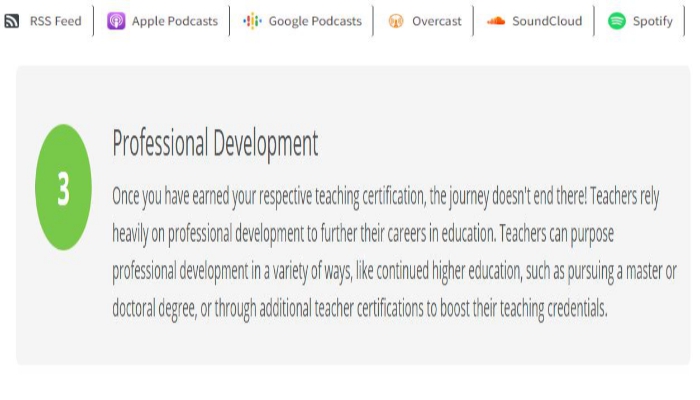 RSS Feed Apple Podcasts Google Podcasts Overcast SoundCloud Spotify
3
Professional Development
Once you have earned your respective teaching certification, the journey doesn't end there! Teachers rely
heavily on professional development to further their careers in education. Teachers can purpose
professional development in a variety of ways, like continued higher education, such as pursuing a master or
doctoral degree, or through additional teacher certifications to boost their teaching credentials.